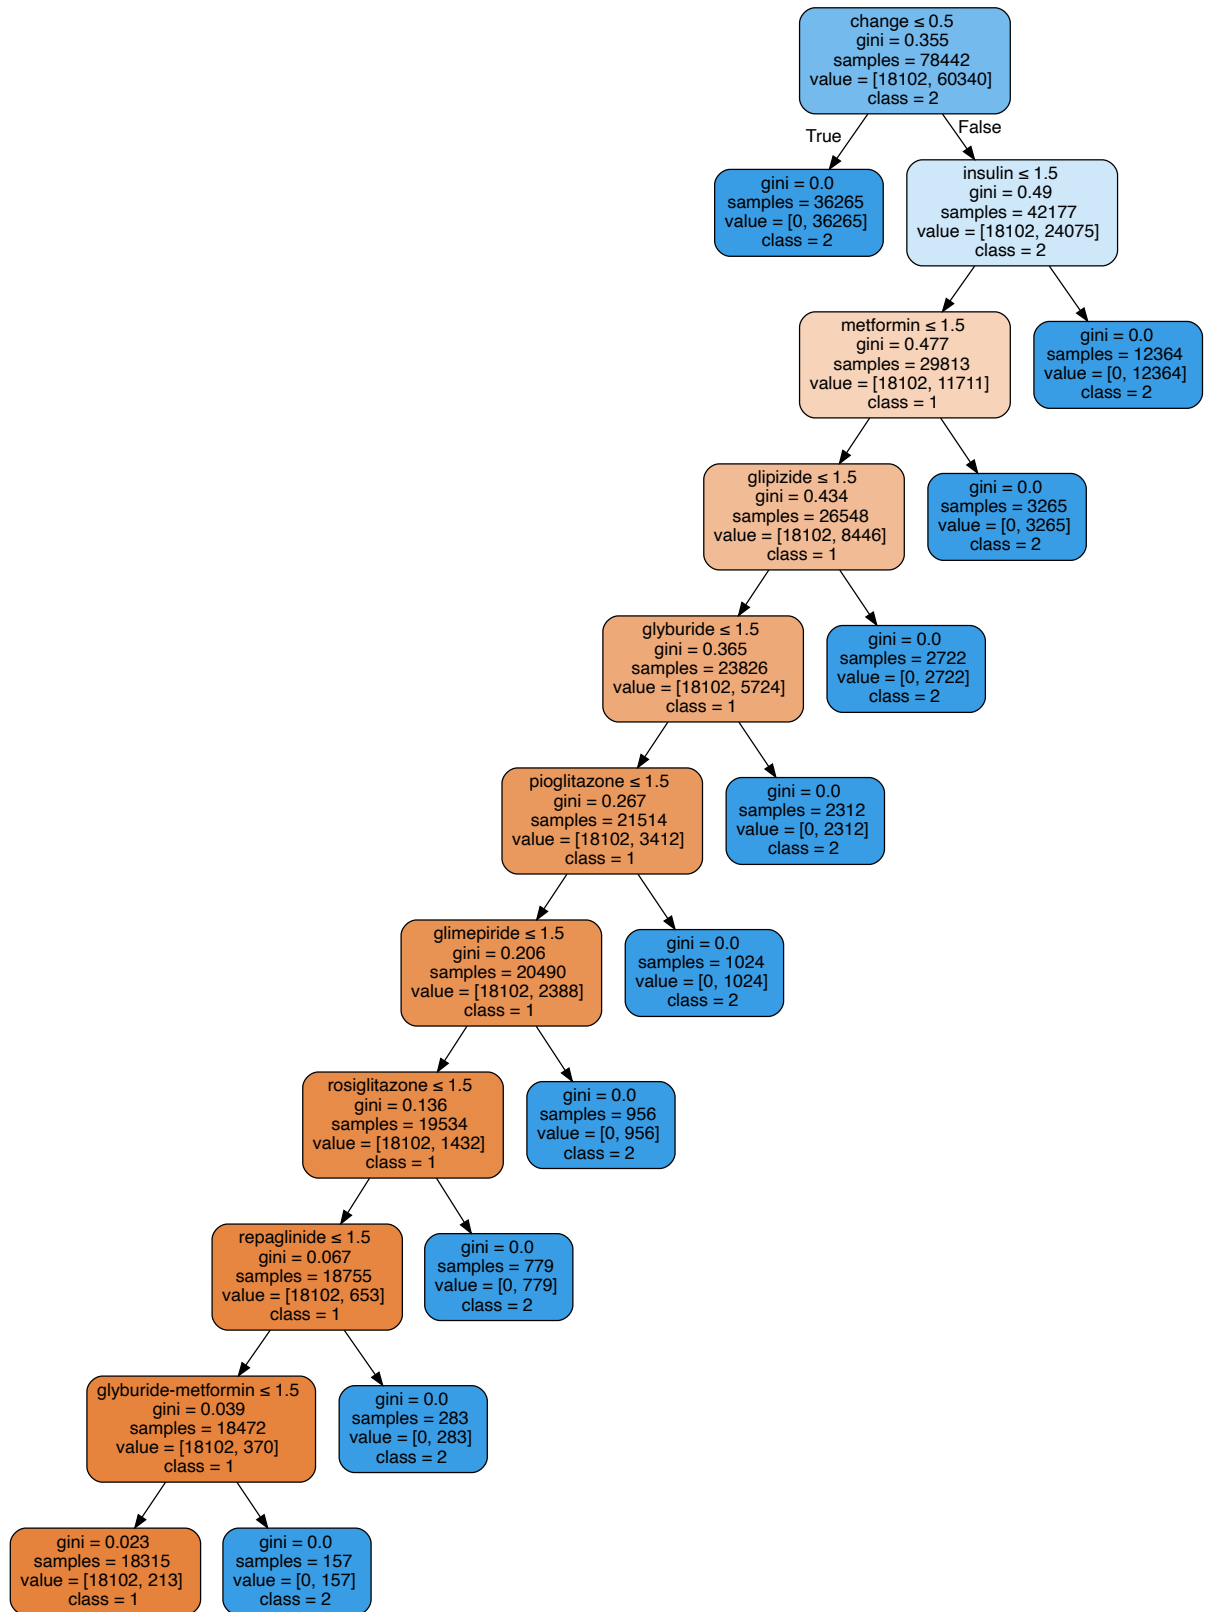 change ≤ 0.5
gini = 0.355
samples = 78442
value = [18102, 60340]
class = 2
True
False
gini = 0.0
samples = 36265
value = [0, 36265]
class = 2
insulin ≤ 1.5
gini = 0.49
samples = 42177
value = [18102, 24075]
class = 2
metformin ≤ 1.5
gini = 0.477
samples = 29813
value = [18102, 11711]
class = 1
gini = 0.0
samples = 12364
value = [0, 12364]
class = 2
glipizide ≤ 1.5
gini = 0.434
samples = 26548
value = [18102, 8446]
class = 1
gini = 0.0
samples = 3265
value = [0, 3265]
class = 2
glyburide ≤ 1.5
gini = 0.365
samples = 23826
value = [18102, 5724]
class = 1
gini = 0.0
samples = 2722
value = [0, 2722]
class = 2
pioglitazone ≤ 1.5
gini = 0.267
samples = 21514
value = [18102, 3412]
class = 1
gini = 0.0
samples = 2312
value = [0, 2312]
class = 2
glimepiride ≤ 1.5
gini = 0.206
samples = 20490
value = [18102, 2388]
class = 1
gini = 0.0
samples = 1024
value = [0, 1024]
class = 2
rosiglitazone ≤ 1.5
gini = 0.136
samples = 19534
value = [18102, 1432]
class = 1
gini = 0.0
samples = 956
value = [0, 956]
class = 2
repaglinide ≤ 1.5
gini = 0.067
samples = 18755
value = [18102, 653]
class = 1
gini = 0.0
samples = 779
value = [0, 779]
class = 2
glyburide-metformin ≤ 1.5
gini = 0.039
samples = 18472
value = [18102, 370]
class = 1
gini = 0.0
samples = 283
value = [0, 283]
class = 2
gini = 0.023
samples = 18315
value = [18102, 213]
class = 1
gini = 0.0
samples = 157
value = [0, 157]
class = 2